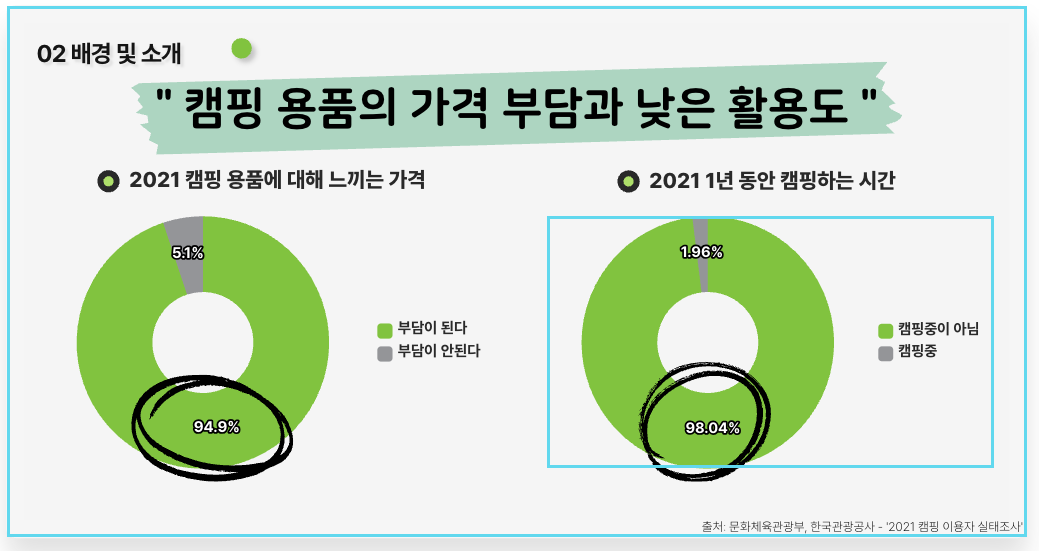 02 배경 및 소개
" 캠핑 용품의 가격 부담과 낮은 활용도 "
2021 캠핑 용품에 대해 느끼는 가격
5.1%
부담이 된다
부담이 안된다
94.9%
2021 1년 동안 캠핑하는 시간
1.96%
캠핑중이 아님
캠핑중
98.04%
출처: 문화체육관광부, 한국관광공사 - '2021 캠핑 이용자 실태조사'